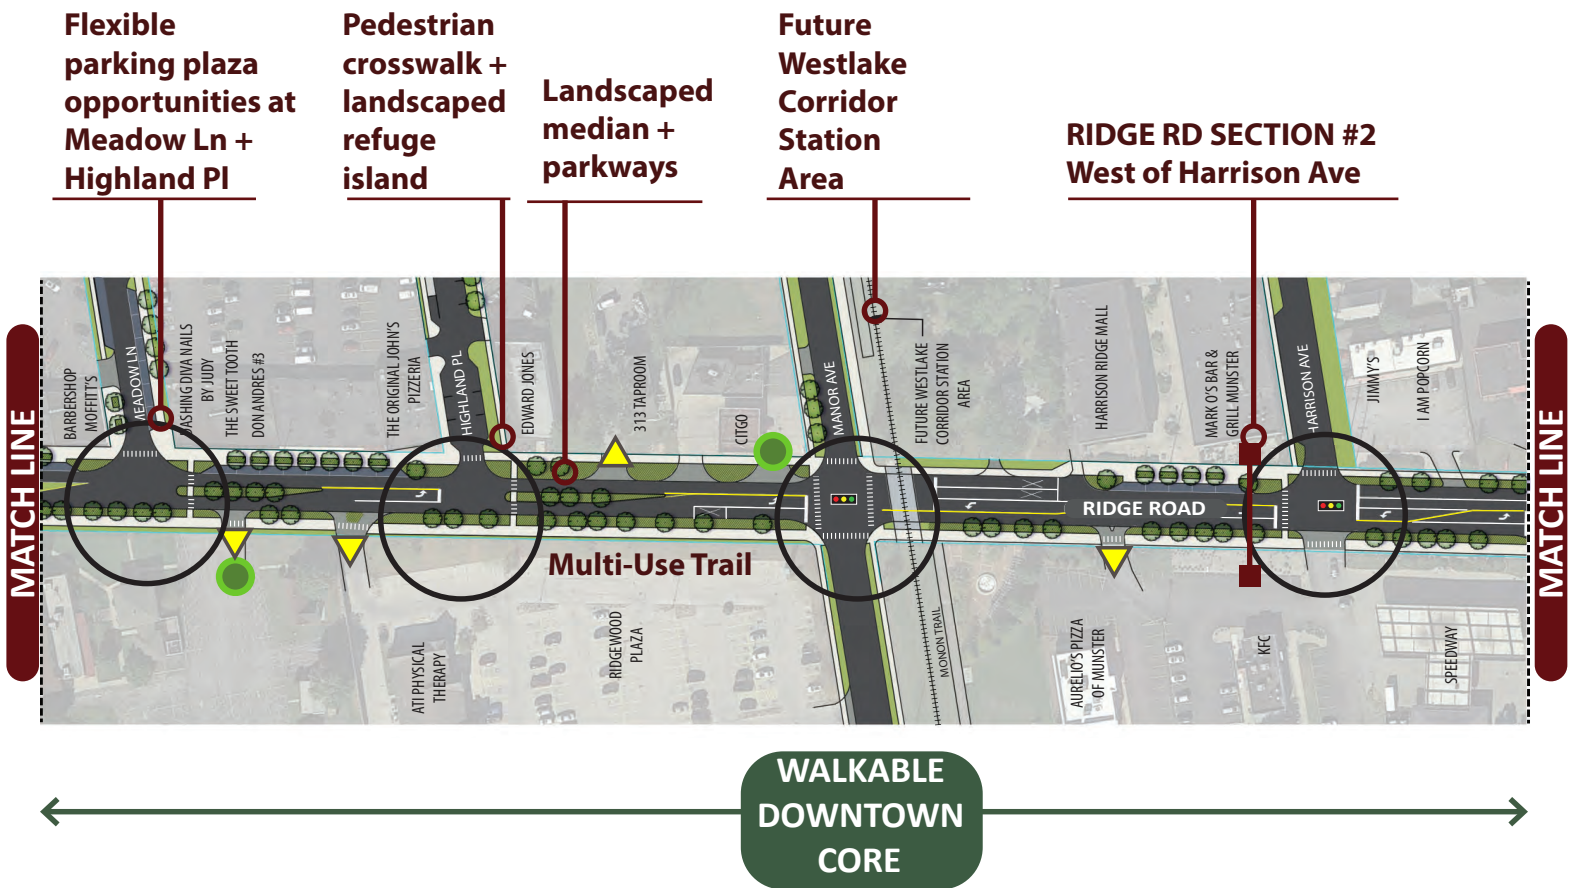 Flexible
parking plaza
opportunities at
Meadow Ln +
Highland Pl
Pedestrian
crosswalk +
landscaped
refuge
island
Landscaped
median +
parkways
Future
Westlake
Corridor
Station
Area
RIDGE RD SECTION #2
West of Harrison Ave
MATCH LINE
BARBERSHOP
MOFFITT'S
MEADOW LN
DASHING DIVA NAILS
BY JUDY
THE SWEET TOOTH
DON ANDRES #3
THE ORIGINAL JOHN'S
PIZZERIA
HIGHLAND PL
EDWARD JONES
313 TAPROOM
CITGO
MANOR AVE
FUTURE WESTLAKE
CORRIDOR STATION
AREA
HARRISON RIDGE MALL
MARK O'S BAR &
GRILL MUNSTER
HARRISON AVE
JIMMY'S
I AM POPCORN
MATCH LINE
RIDGE ROAD
Multi-Use Trail
ATI PHYSICAL
THERAPY
RIDGEWOOD
PLAZA
MONON TRAIL
AURELIO'S PIZZA
OF MUNSTER
KFC
SPEEDWAY
WALKABLE
DOWNTOWN
CORE